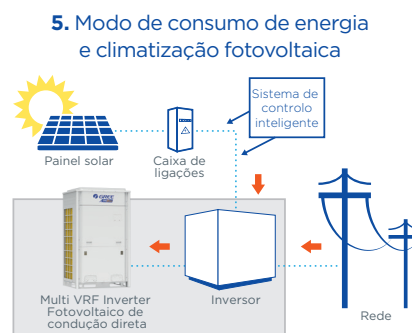 5. Modo de consumo de energia
e climatização fotovoltaica
Sistema de
controlo
inteligente
Painel solar
Caixa de
ligações
GREE
Multi VRF Inverter
Fotovoltaico de
condução direta
Inversor
Rede